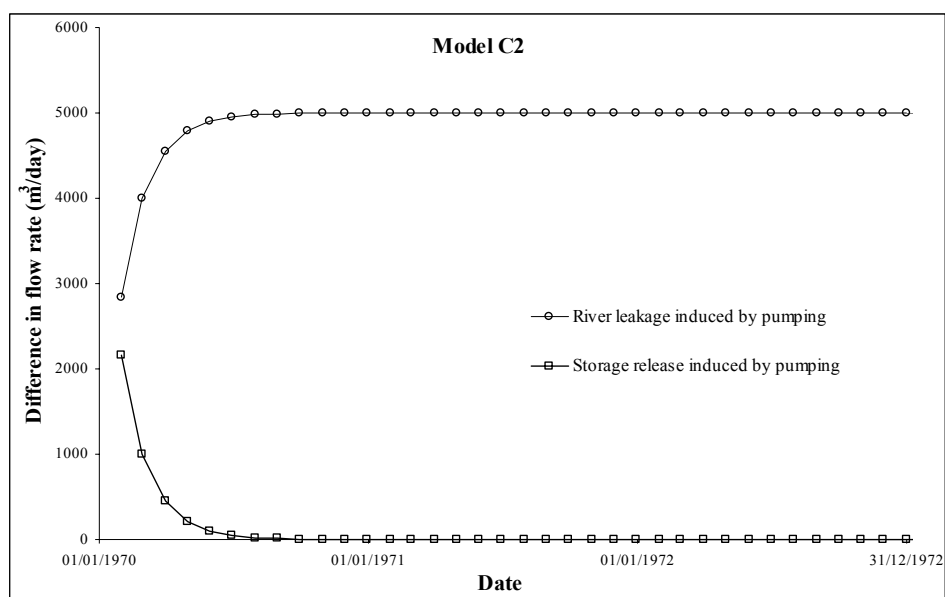 Model C2
Difference in flow rate (m³/day)
6000
5000
4000
3000
2000
1000
0
River leakage induced by pumping
Storage release induced by pumping
01/01/1970
01/01/1971
01/01/1972
31/12/1972
Date